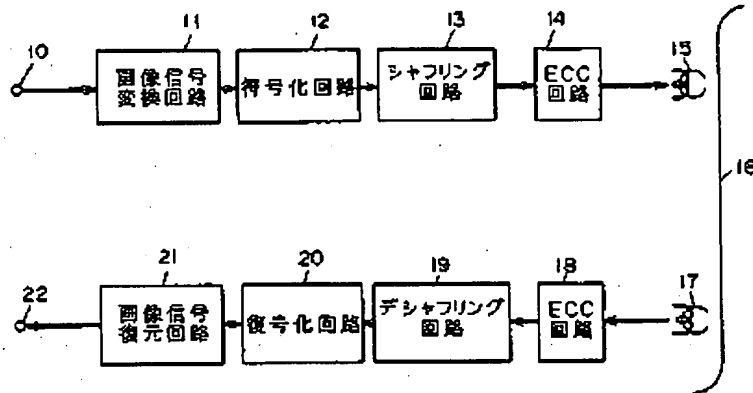 10
11
画像信号
変換回路
12
符号化回路
13
シャフリング
回路
14
ECC
回路
15
16
22
21
画像信号
復元回路
20
復号化回路
19
デシャフリング
回路
18
ECC
回路
17